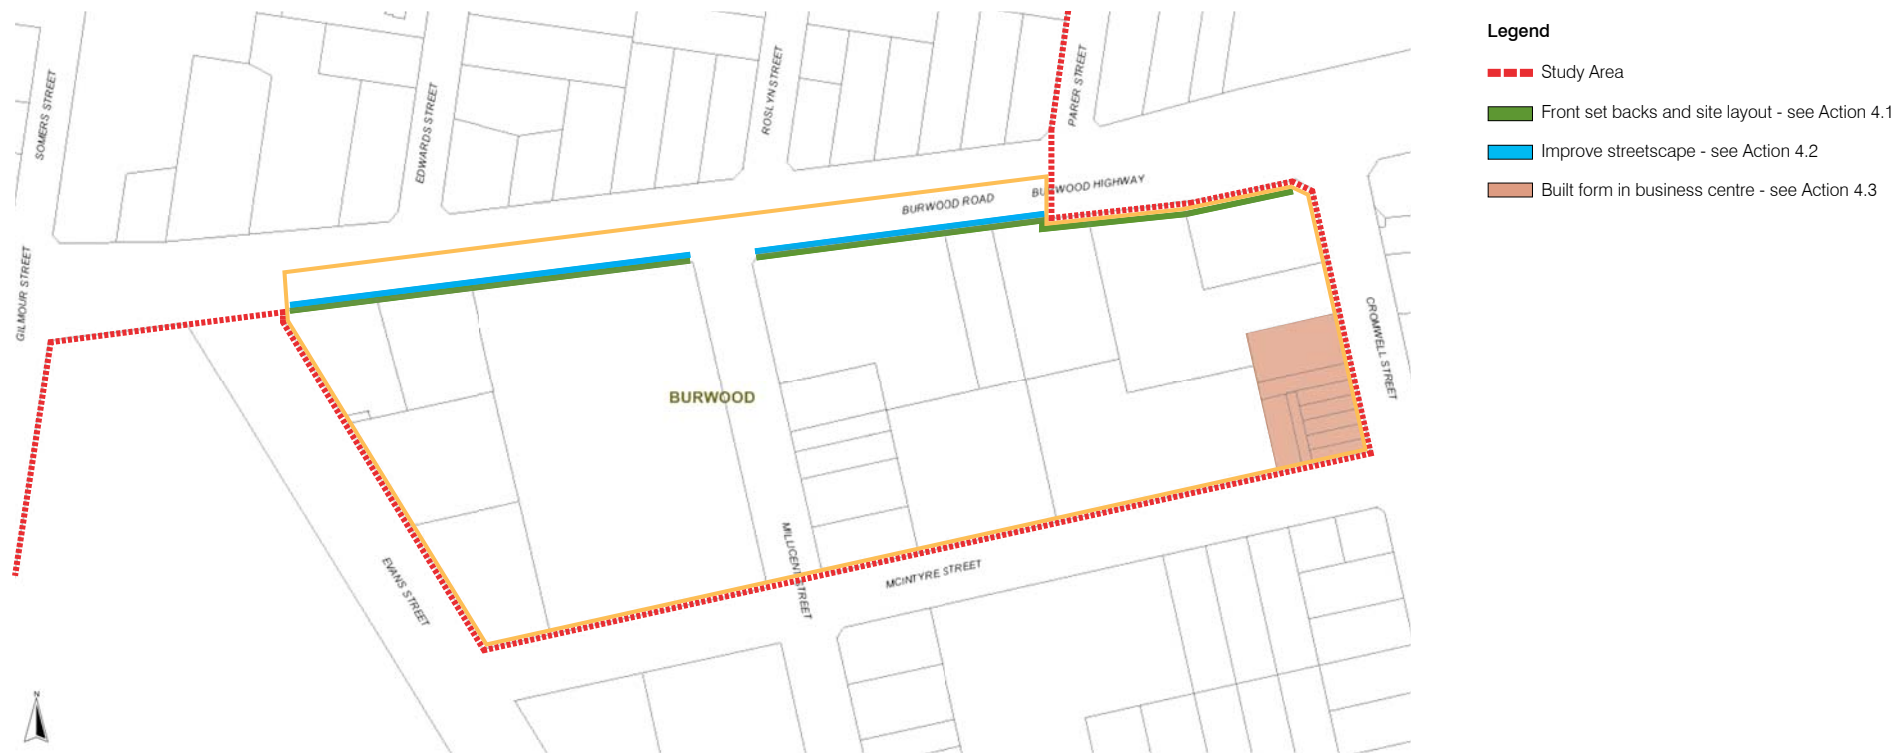 Legend
Study Area
Front set backs and site layout - see Action 4.1
Improve streetscape - see Action 4.2
Built form in business centre - see Action 4.3
SOMERS STREET
EDWARDS STREET
ROSLYN STREET
PARER STREET
BURWOOD HIGHWAY
BURWOOD ROAD
GILMOUR STREET
CROMWELL STREET
BURWOOD
EVANS STREET
MILLICENT STREET
MCINTYRE STREET
N